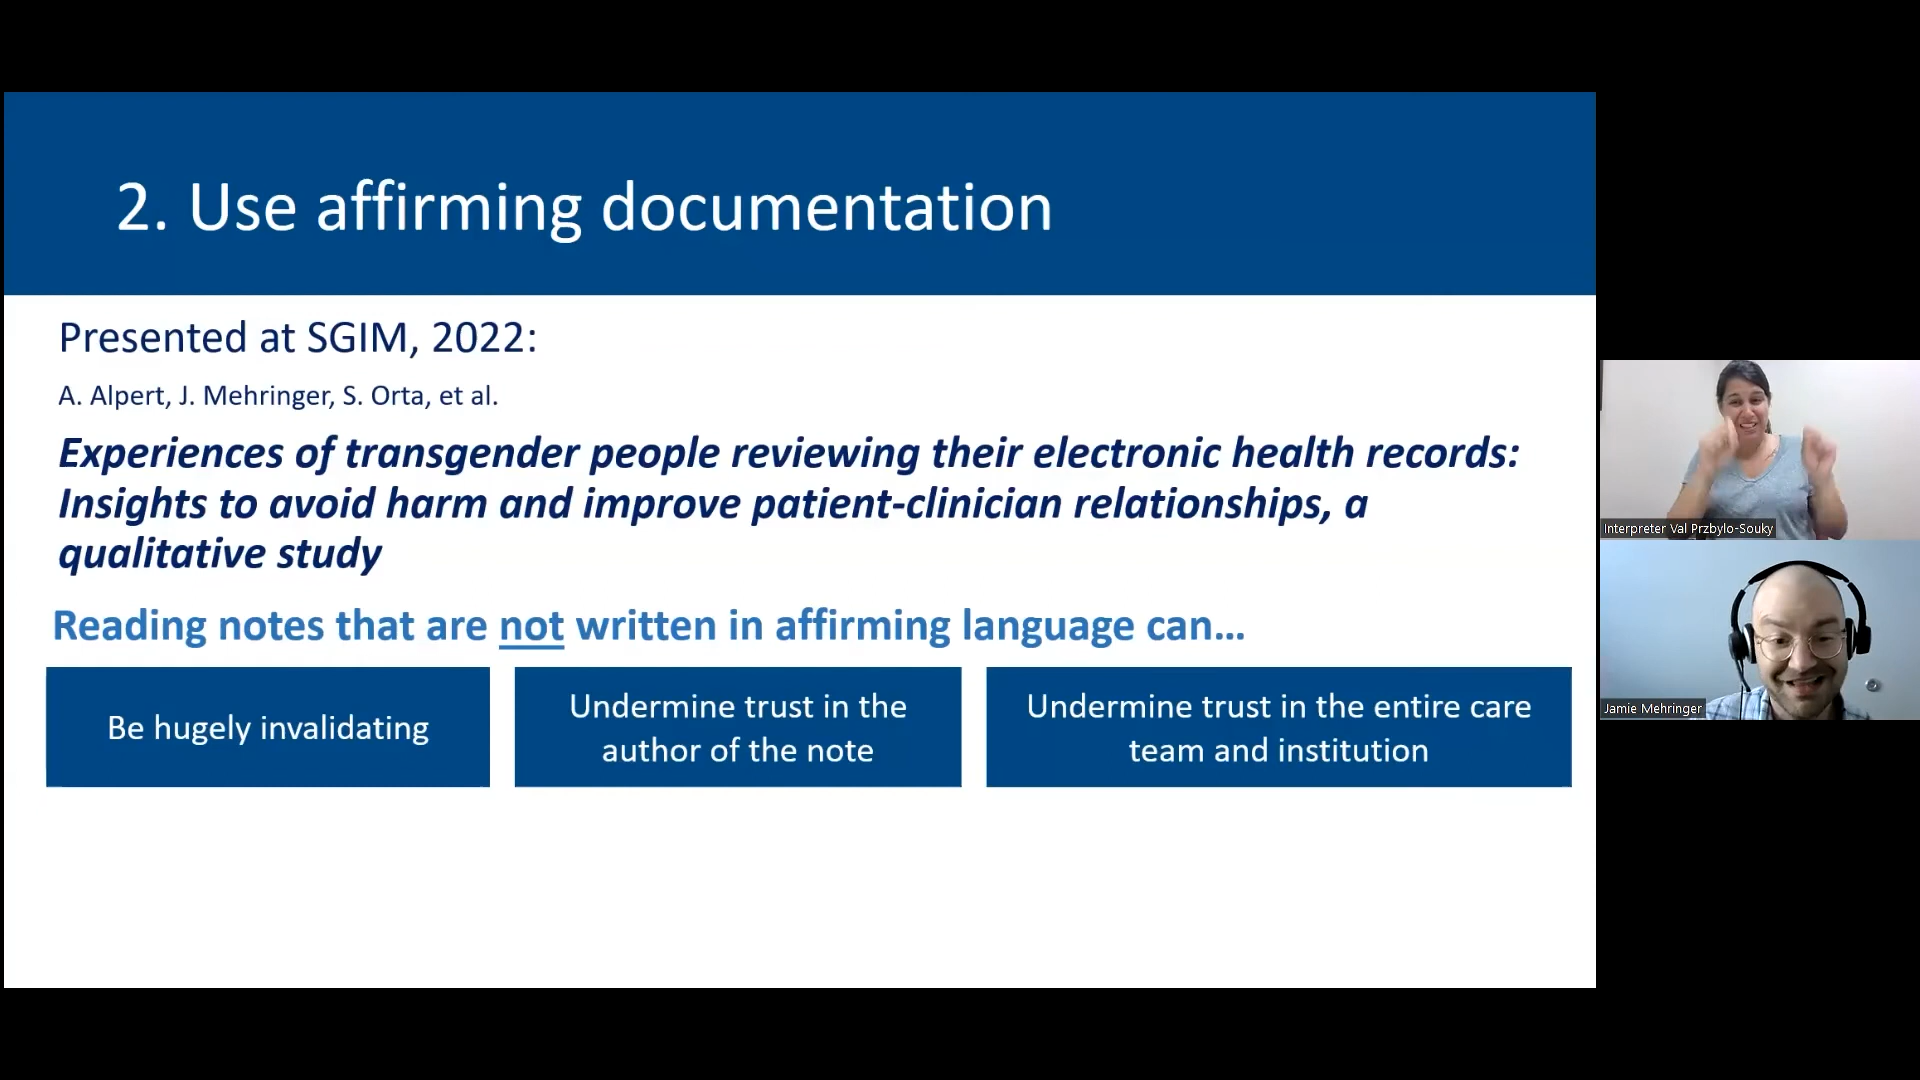 2. Use affirming documentation
Presented at SGIM, 2022:
A. Alpert, J. Mehringer, S. Orta, et al.
Experiences of transgender people reviewing their electronic health records:
Insights to avoid harm and improve patient-clinician relationships, a
qualitative study
Reading notes that are not written in affirming language can…
Be hugely invalidating
Undermine trust in the
author of the note
Undermine trust in the entire care
team and institution
Interpreter Val Przbylo-Souky
Jamie Mehringer